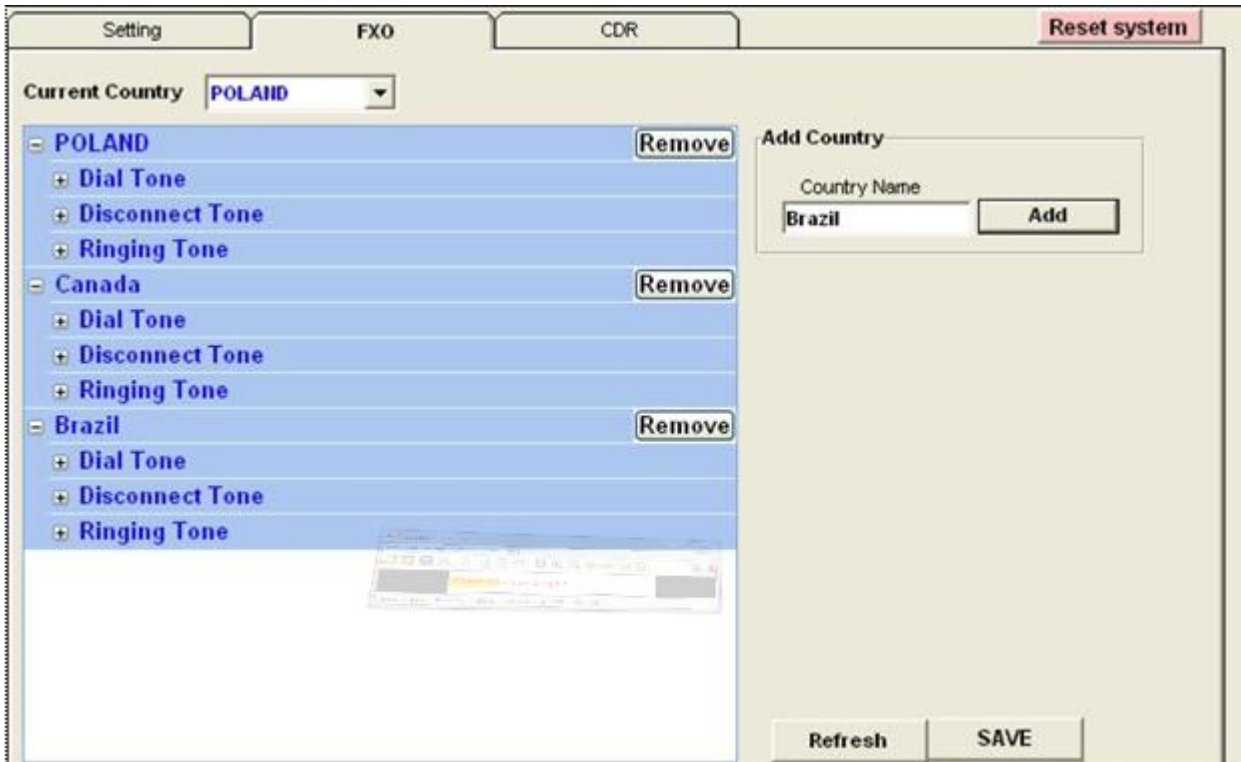 Setting
FXO
CDR
Reset system
Current Country POLAND
POLAND Remove
Dial Tone
Disconnect Tone
Ringing Tone
Canada Remove
Dial Tone
Disconnect Tone
Ringing Tone
Brazil Remove
Dial Tone
Disconnect Tone
Ringing Tone
Add Country
Country Name
Brazil Add
Refresh SAVE